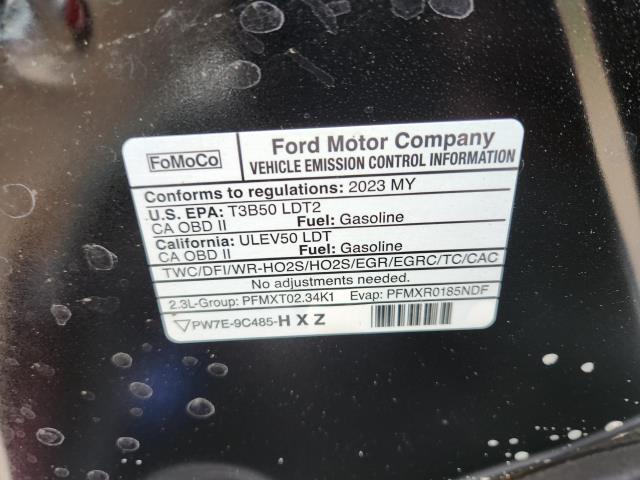 FoMoCo
Ford Motor Company
VEHICLE EMISSION CONTROL INFORMATION
Conforms to regulations: 2023 MY
U.S. EPA: T3B50 LDT2
CA OBD II Fuel: Gasoline
California: ULEV50 LDT
CA OBD II Fuel: Gasoline
TWC/DFI/WR-HO2S/HO2S/EGR/EGRC/TC/CAC
No adjustments needed.
2.3L-Group: PFMXT02.34K1 Evap: PFMXR0185NDF
PW7E-9C485-H X Z